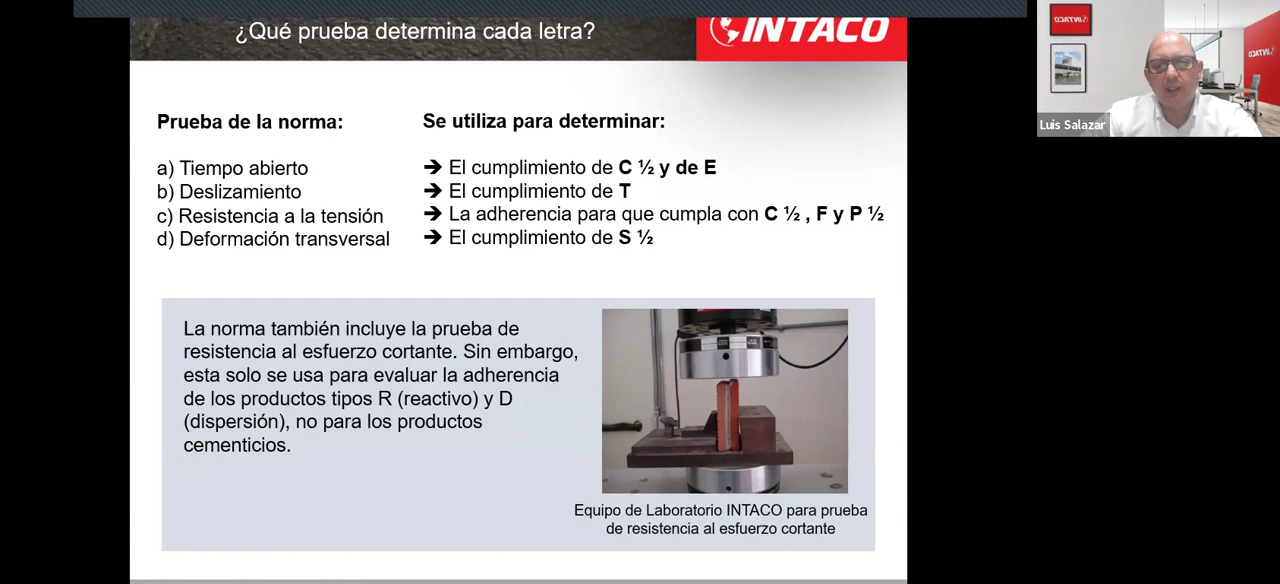 ¿Qué prueba determina cada letra?
INTACO
Prueba de la norma:
Se utiliza para determinar:
a) Tiempo abierto
➔ El cumplimiento de C ½ y de E
b) Deslizamiento
➔ El cumplimiento de T
c) Resistencia a la tensión
➔ La adherencia para que cumpla con C ½ , F y P ½
d) Deformación transversal
➔ El cumplimiento de S ½
La norma también incluye la prueba de
resistencia al esfuerzo cortante. Sin embargo,
esta solo se usa para evaluar la adherencia
de los productos tipos R (reactivo) y D
(dispersión), no para los productos
cementicios.
Equipo de Laboratorio INTACO para prueba
de resistencia al esfuerzo cortante
INTACO
INTACO
Luis Salazar